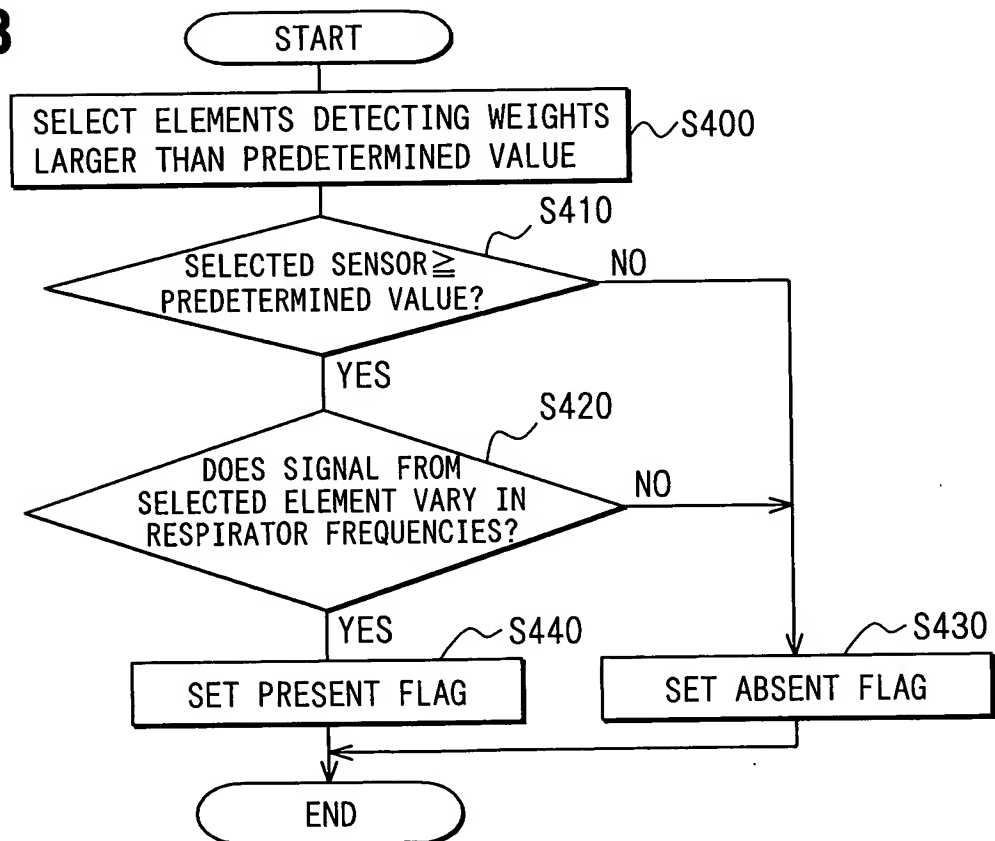 START
SELECT ELEMENTS DETECTING WEIGHTS
LARGER THAN PREDETERMINED VALUE
S400
S410
SELECTED SENSOR≧
PREDETERMINED VALUE?
NO
YES
S420
DOES SIGNAL FROM
SELECTED ELEMENT VARY IN
RESPIRATOR FREQUENCIES?
NO
YES
S440
SET PRESENT FLAG
S430
SET ABSENT FLAG
END